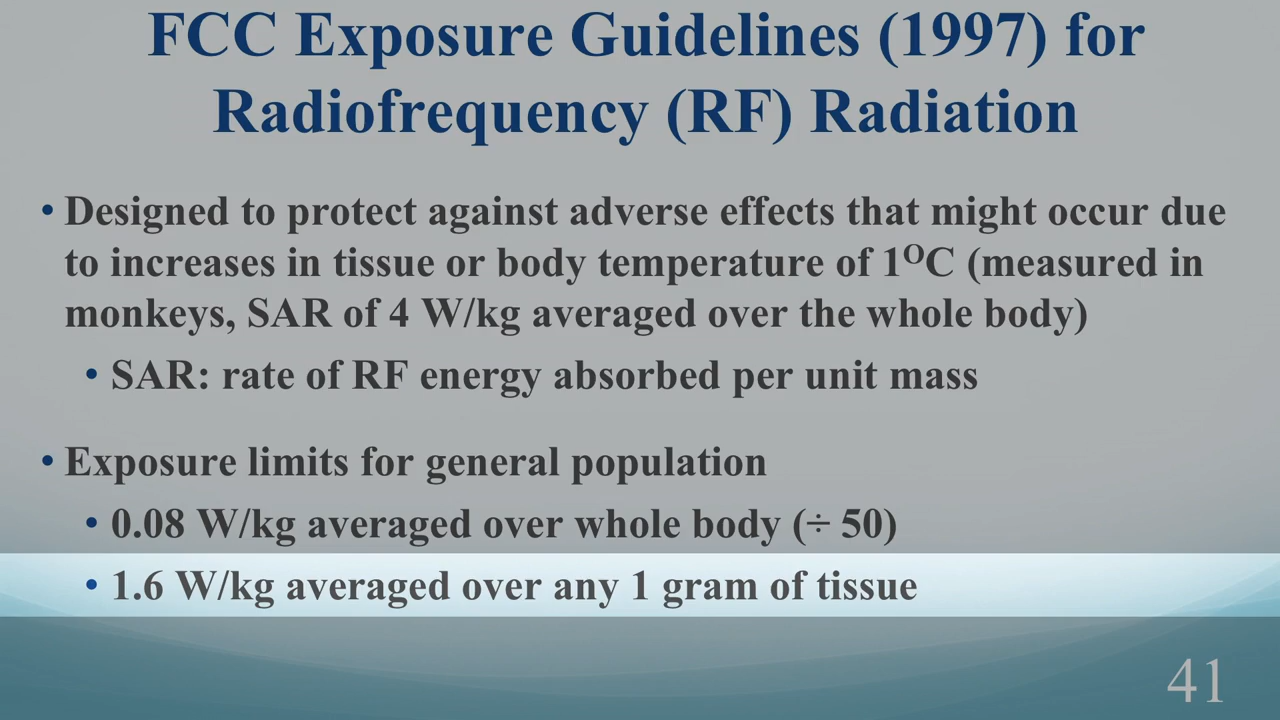 FCC Exposure Guidelines (1997) for
Radiofrequency (RF) Radiation
• Designed to protect against adverse effects that might occur due
to increases in tissue or body temperature of 1ᴼC (measured in
monkeys, SAR of 4 W/kg averaged over the whole body)
• SAR: rate of RF energy absorbed per unit mass
• Exposure limits for general population
• 0.08 W/kg averaged over whole body (÷ 50)
• 1.6 W/kg averaged over any 1 gram of tissue
41